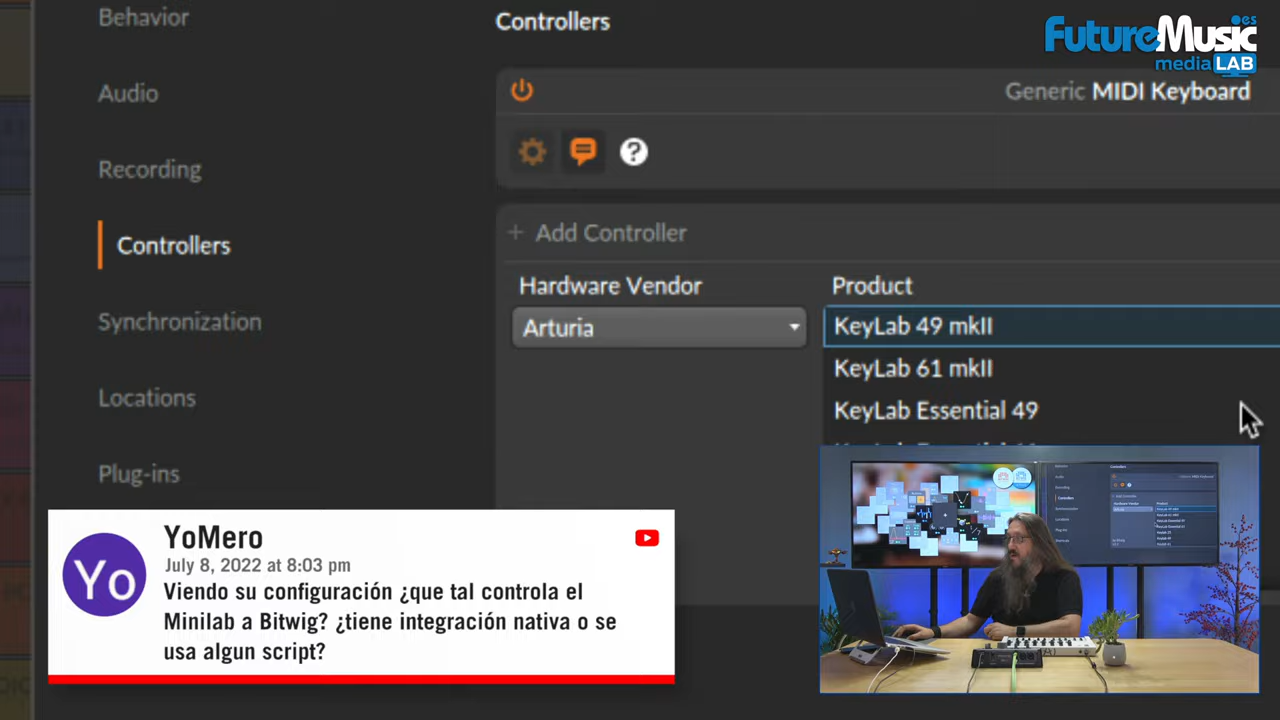 Behavior
Controllers
FutureMusic.es
media LAB
Audio
Generic MIDI Keyboard
Recording
?
+ Add Controller
Controllers
Hardware Vendor
Product
Arturia
KeyLab 49 mkII
Synchronization
KeyLab 61 mkII
Locations
KeyLab Essential 49
Plug-ins
Yo
YoMero
July 8, 2022 at 8:03 pm
Viendo su configuración ¿que tal controla el
Minilab a Bitwig? ¿tiene integración nativa o se
usa algun script?